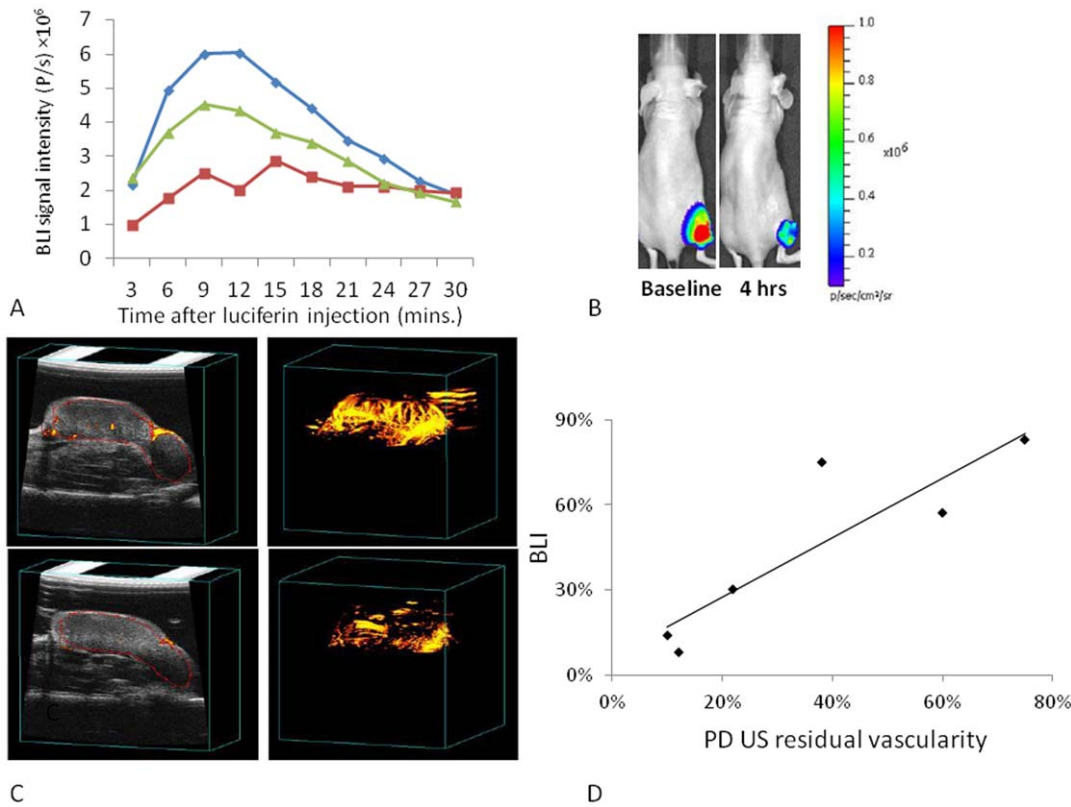 BLI signal intensity (P/s) ×10⁶
7
6
5
4
3
2
1
0
3 6 9 12 15 18 21 24 27 30
Time after luciferin injection (mins.)
A
Baseline 4 hrs
1.0
0.8
0.6
0.4
0.2
x10⁶
p/sec/cm²/sr
B
C
C
BLI
90%
60%
30%
0%
0% 20% 40% 60% 80%
PD US residual vascularity
D